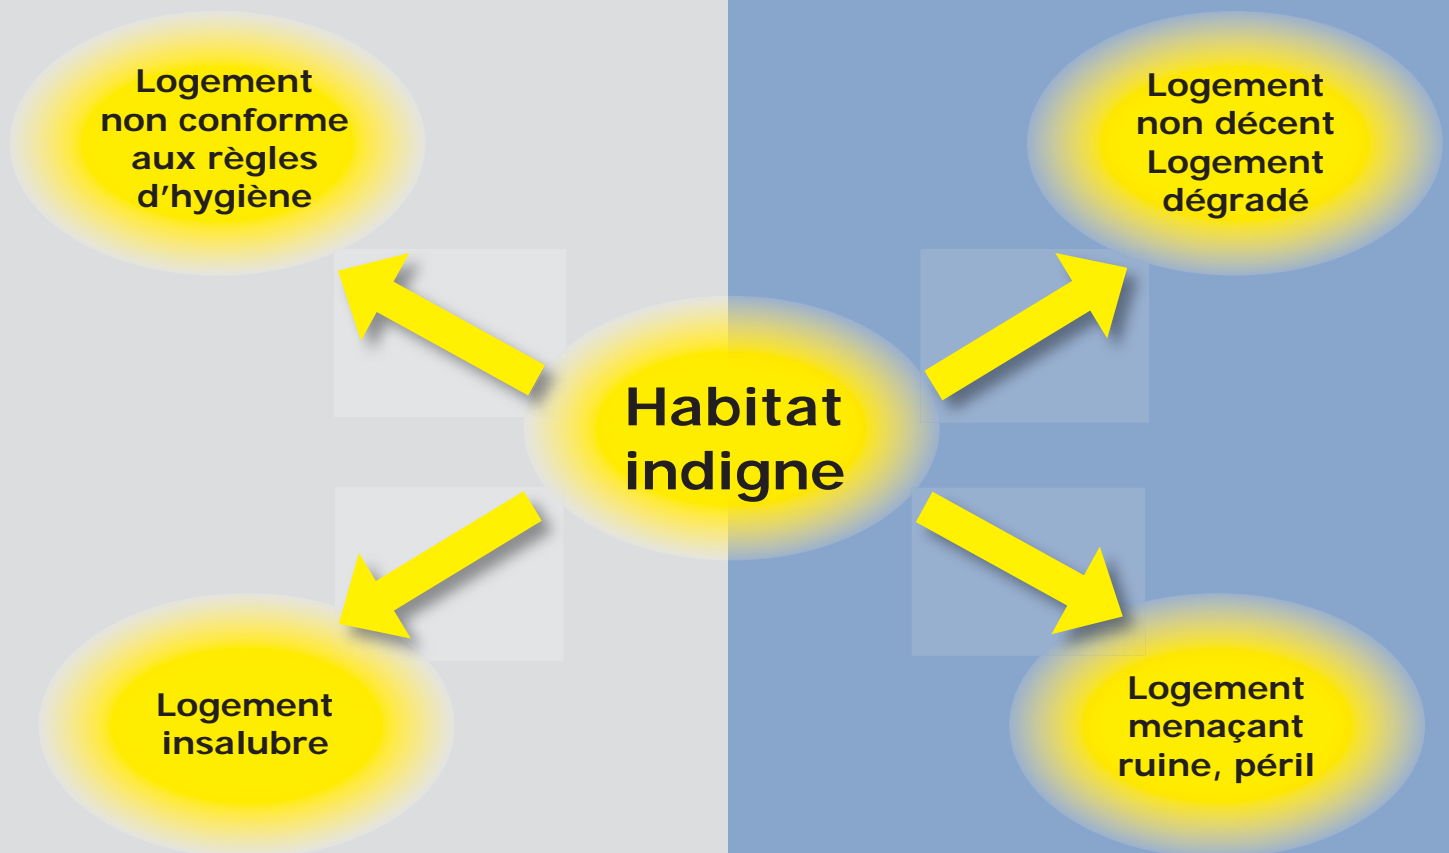 Logement
non conforme
aux règles
d’hygiène
Logement
non décent
Logement
dégradé
Habitat
indigne
Logement
insalubre
Logement
menaçant
ruine, péril